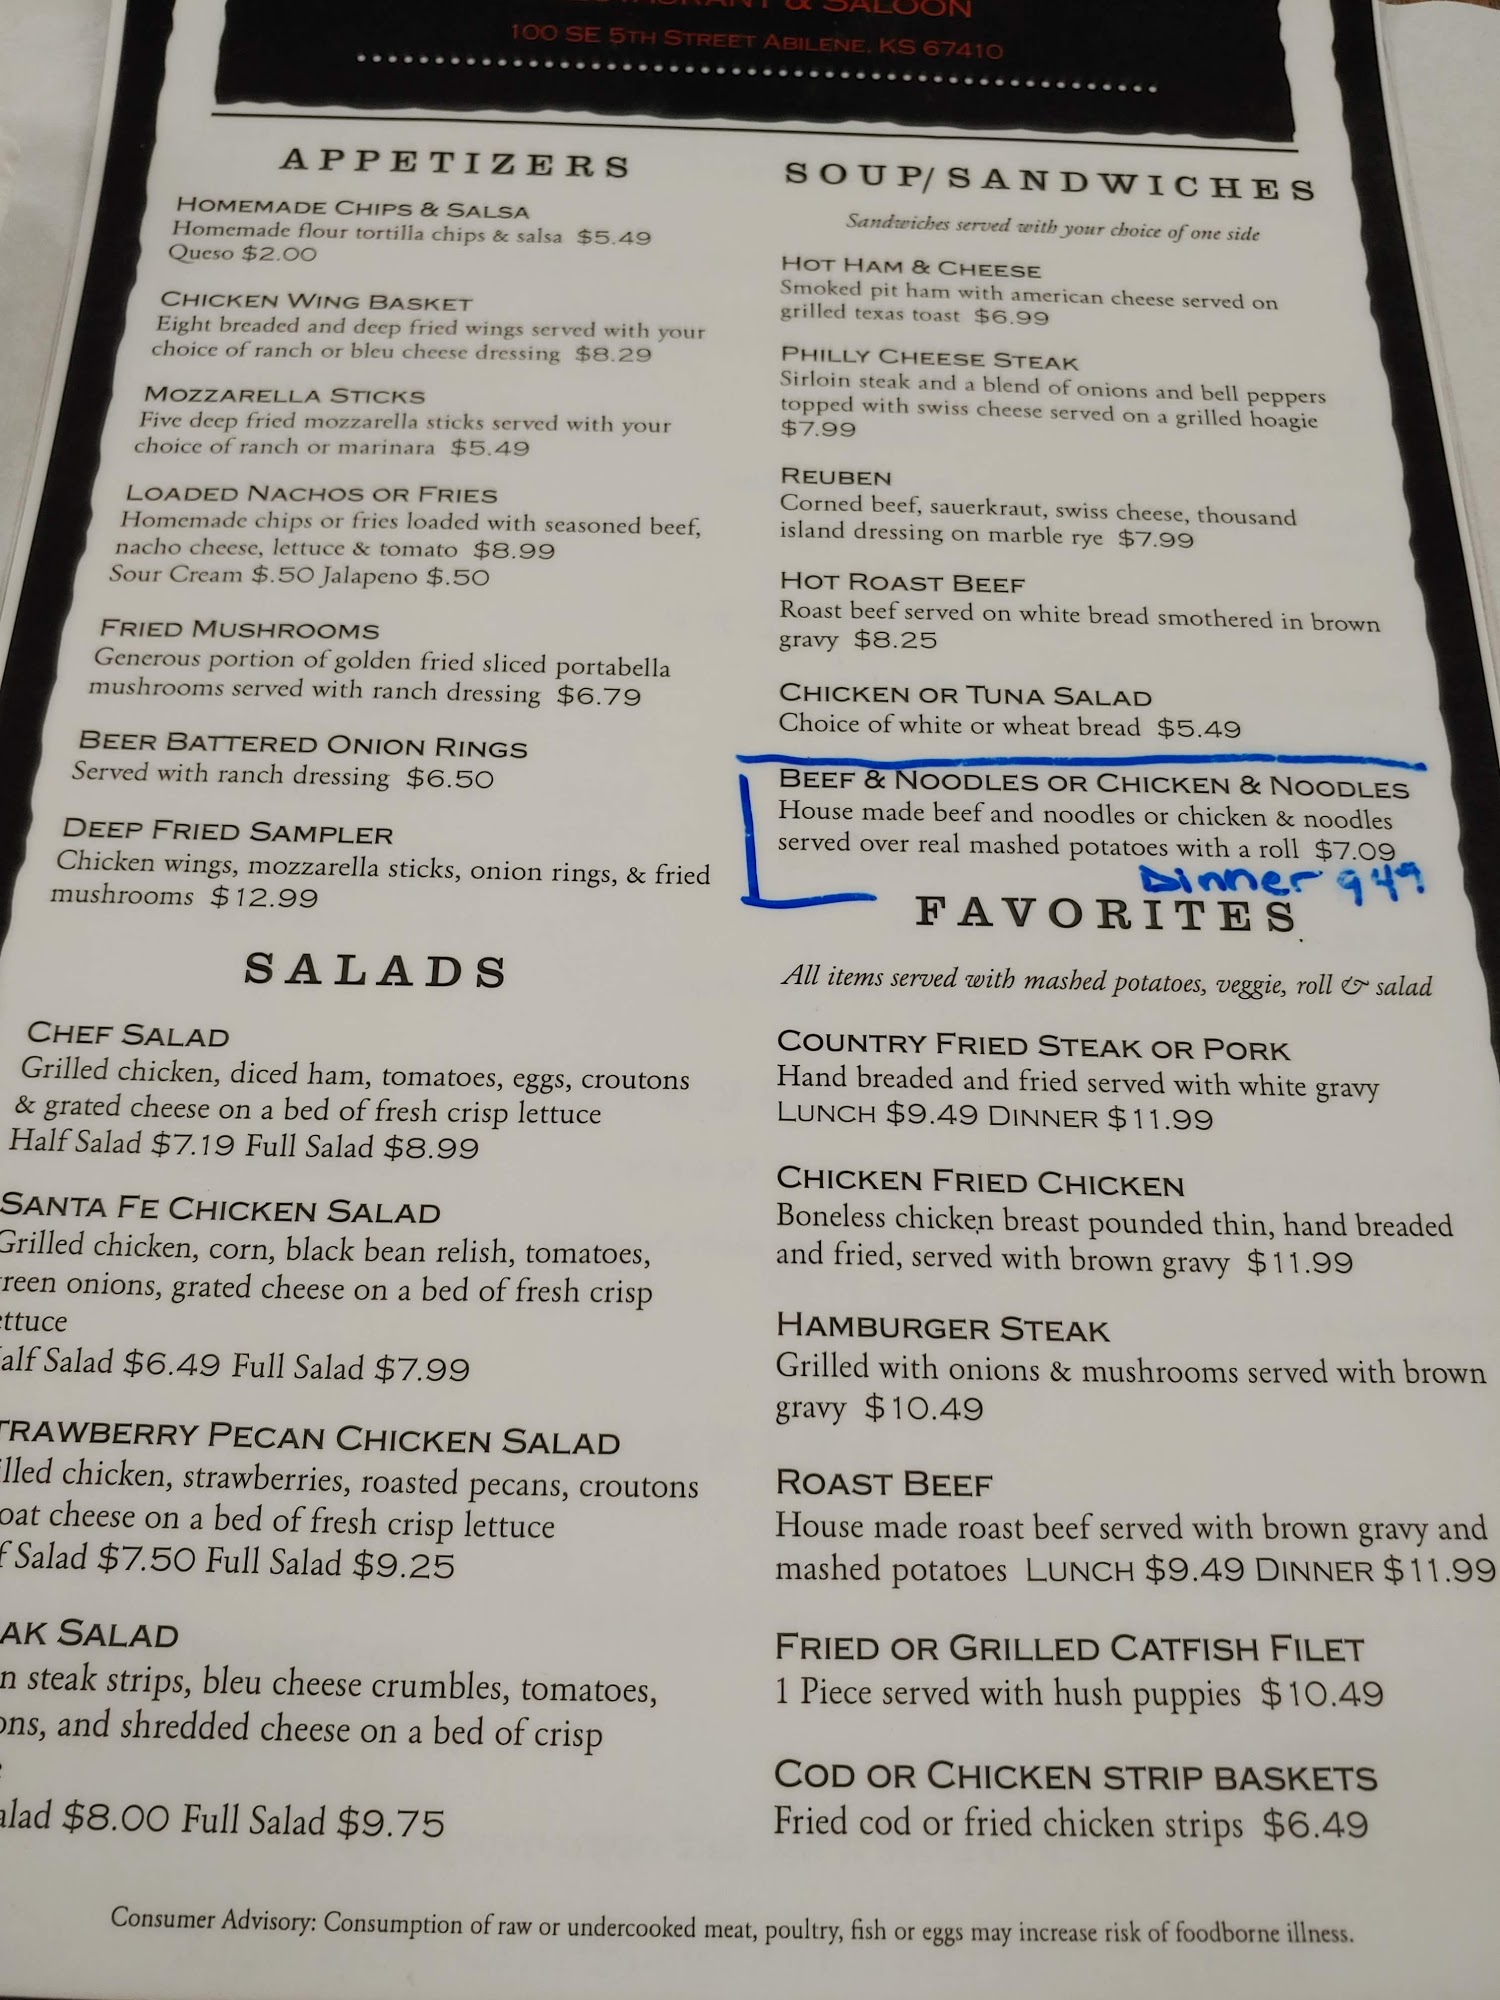 & SALOON
100 SE 5TH STREET ABILENE, KS 67410
APPETIZERS
HOMEMADE CHIPS & SALSA
Homemade flour tortilla chips & salsa $5.49
Queso $2.00
CHICKEN WING BASKET
Eight breaded and deep fried wings served with your
choice of ranch or bleu cheese dressing $8.29
MOZZARELLA STICKS
Five deep fried mozzarella sticks served with your
choice of ranch or marinara $5.49
LOADED NACHOS OR FRIES
Homemade chips or fries loaded with seasoned beef,
nacho cheese, lettuce & tomato $8.99
Sour Cream $.50 Jalapeno $.50
FRIED MUSHROOMS
Generous portion of golden fried sliced portabella
mushrooms served with ranch dressing $6.79
BEER BATTERED ONION RINGS
Served with ranch dressing $6.50
DEEP FRIED SAMPLER
Chicken wings, mozzarella sticks, onion rings, & fried
mushrooms $12.99
SALADS
CHEF SALAD
Grilled chicken, diced ham, tomatoes, eggs, croutons
& grated cheese on a bed of fresh crisp lettuce
Half Salad $7.19 Full Salad $8.99
SANTA FE CHICKEN SALAD
Grilled chicken, corn, black bean relish, tomatoes,
reen onions, grated cheese on a bed of fresh crisp
ettuce
alf Salad $6.49 Full Salad $7.99
TRAWBERRY PECAN CHICKEN SALAD
illed chicken, strawberries, roasted pecans, croutons
oat cheese on a bed of fresh crisp lettuce
f Salad $7.50 Full Salad $9.25
AK SALAD
n steak strips, bleu cheese crumbles, tomatoes,
ons, and shredded cheese on a bed of crisp
alad $8.00 Full Salad $9.75
SOUP/SANDWICHES
Sandwiches served with your choice of one side
HOT HAM & CHEESE
Smoked pit ham with american cheese served on
grilled texas toast $6.99
PHILLY CHEESE STEAK
Sirloin steak and a blend of onions and bell peppers
topped with swiss cheese served on a grilled hoagie
$7.99
REUBEN
Corned beef, sauerkraut, swiss cheese, thousand
island dressing on marble rye $7.99
HOT ROAST BEEF
Roast beef served on white bread smothered in brown
gravy $8.25
CHICKEN OR TUNA SALAD
Choice of white or wheat bread $5.49
BEEF & NOODLES OR CHICKEN & NOODLES
House made beef and noodles or chicken & noodles
served over real mashed potatoes with a roll $7.09
Dinner 949
FAVORITES
All items served with mashed potatoes, veggie, roll & salad
COUNTRY FRIED STEAK OR PORK
Hand breaded and fried served with white gravy
LUNCH $9.49 DINNER $11.99
CHICKEN FRIED CHICKEN
Boneless chicken breast pounded thin, hand breaded
and fried, served with brown gravy $11.99
HAMBURGER STEAK
Grilled with onions & mushrooms served with brown
gravy $10.49
ROAST BEEF
House made roast beef served with brown gravy and
mashed potatoes LUNCH $9.49 DINNER $11.99
FRIED OR GRILLED CATFISH FILET
1 Piece served with hush puppies $10.49
COD OR CHICKEN STRIP BASKETS
Fried cod or fried chicken strips $6.49
Consumer Advisory: Consumption of raw or undercooked meat, poultry, fish or eggs may increase risk of foodborne illness.